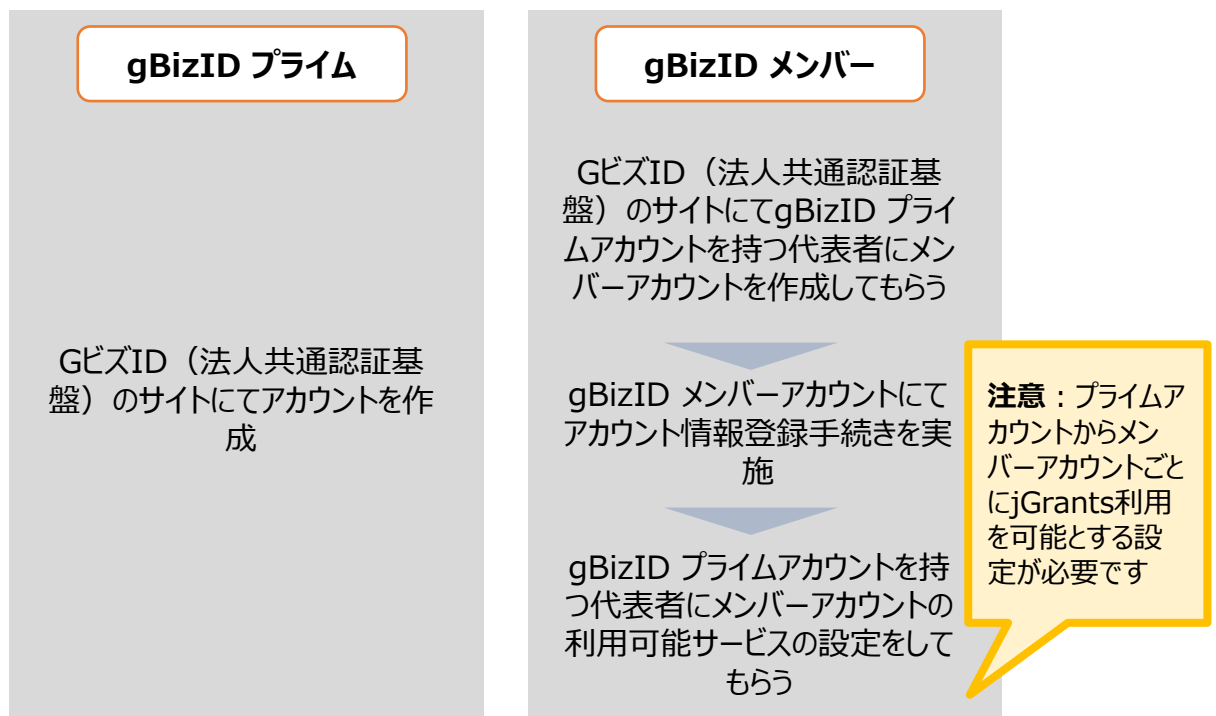 gBizID プライム
GビズID（法人共通認証基
盤）のサイトにてアカウントを作
成
gBizID メンバー
GビズID（法人共通認証基
盤）のサイトにてgBizID プライ
ムアカウントを持つ代表者にメン
バーアカウントを作成してもらう
gBizID メンバーアカウントにて
アカウント情報登録手続きを実
施
gBizID プライムアカウントを持
つ代表者にメンバーアカウントの
利用可能サービスの設定をして
もらう
注意：プライムア
カウントからメン
バーアカウントごと
にjGrants利用
を可能とする設
定が必要です